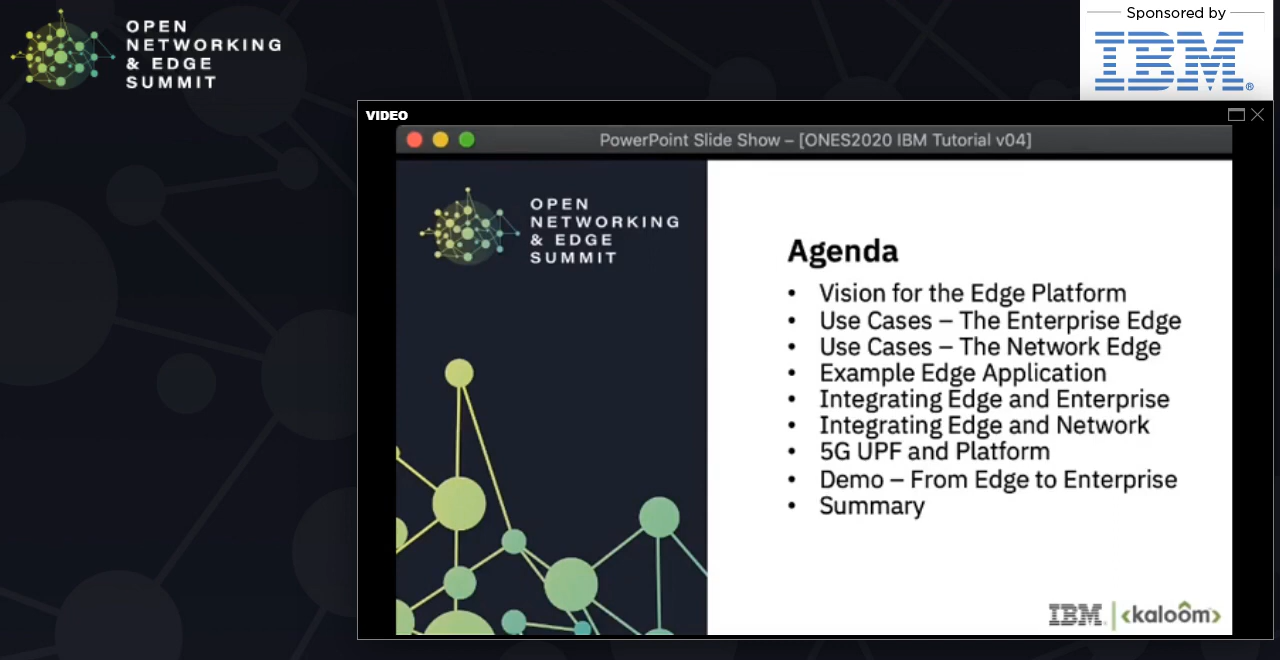 OPEN
NETWORKING
& EDGE
SUMMIT
Sponsored by
IBM®
VIDEO
PowerPoint Slide Show – [ONES2020 IBM Tutorial v04]
OPEN
NETWORKING
& EDGE
SUMMIT
Agenda
• Vision for the Edge Platform
• Use Cases – The Enterprise Edge
• Use Cases – The Network Edge
• Example Edge Application
• Integrating Edge and Enterprise
• Integrating Edge and Network
• 5G UPF and Platform
• Demo – From Edge to Enterprise
• Summary
IBM | <kaloôm>